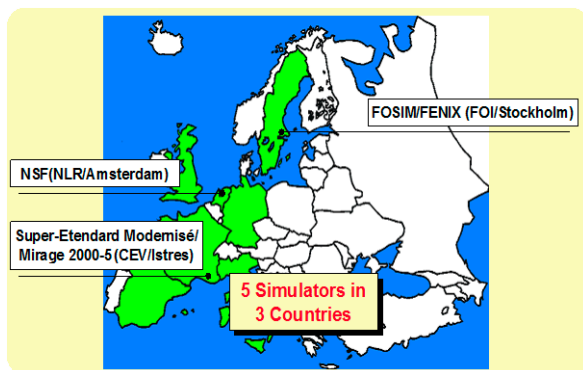 FOSIM/FENIX (FOI/Stockholm)
NSF(NLR/Amsterdam)
Super-Etendard Modernisé/
Mirage 2000-5 (CEV/Istres)
5 Simulators in
3 Countries